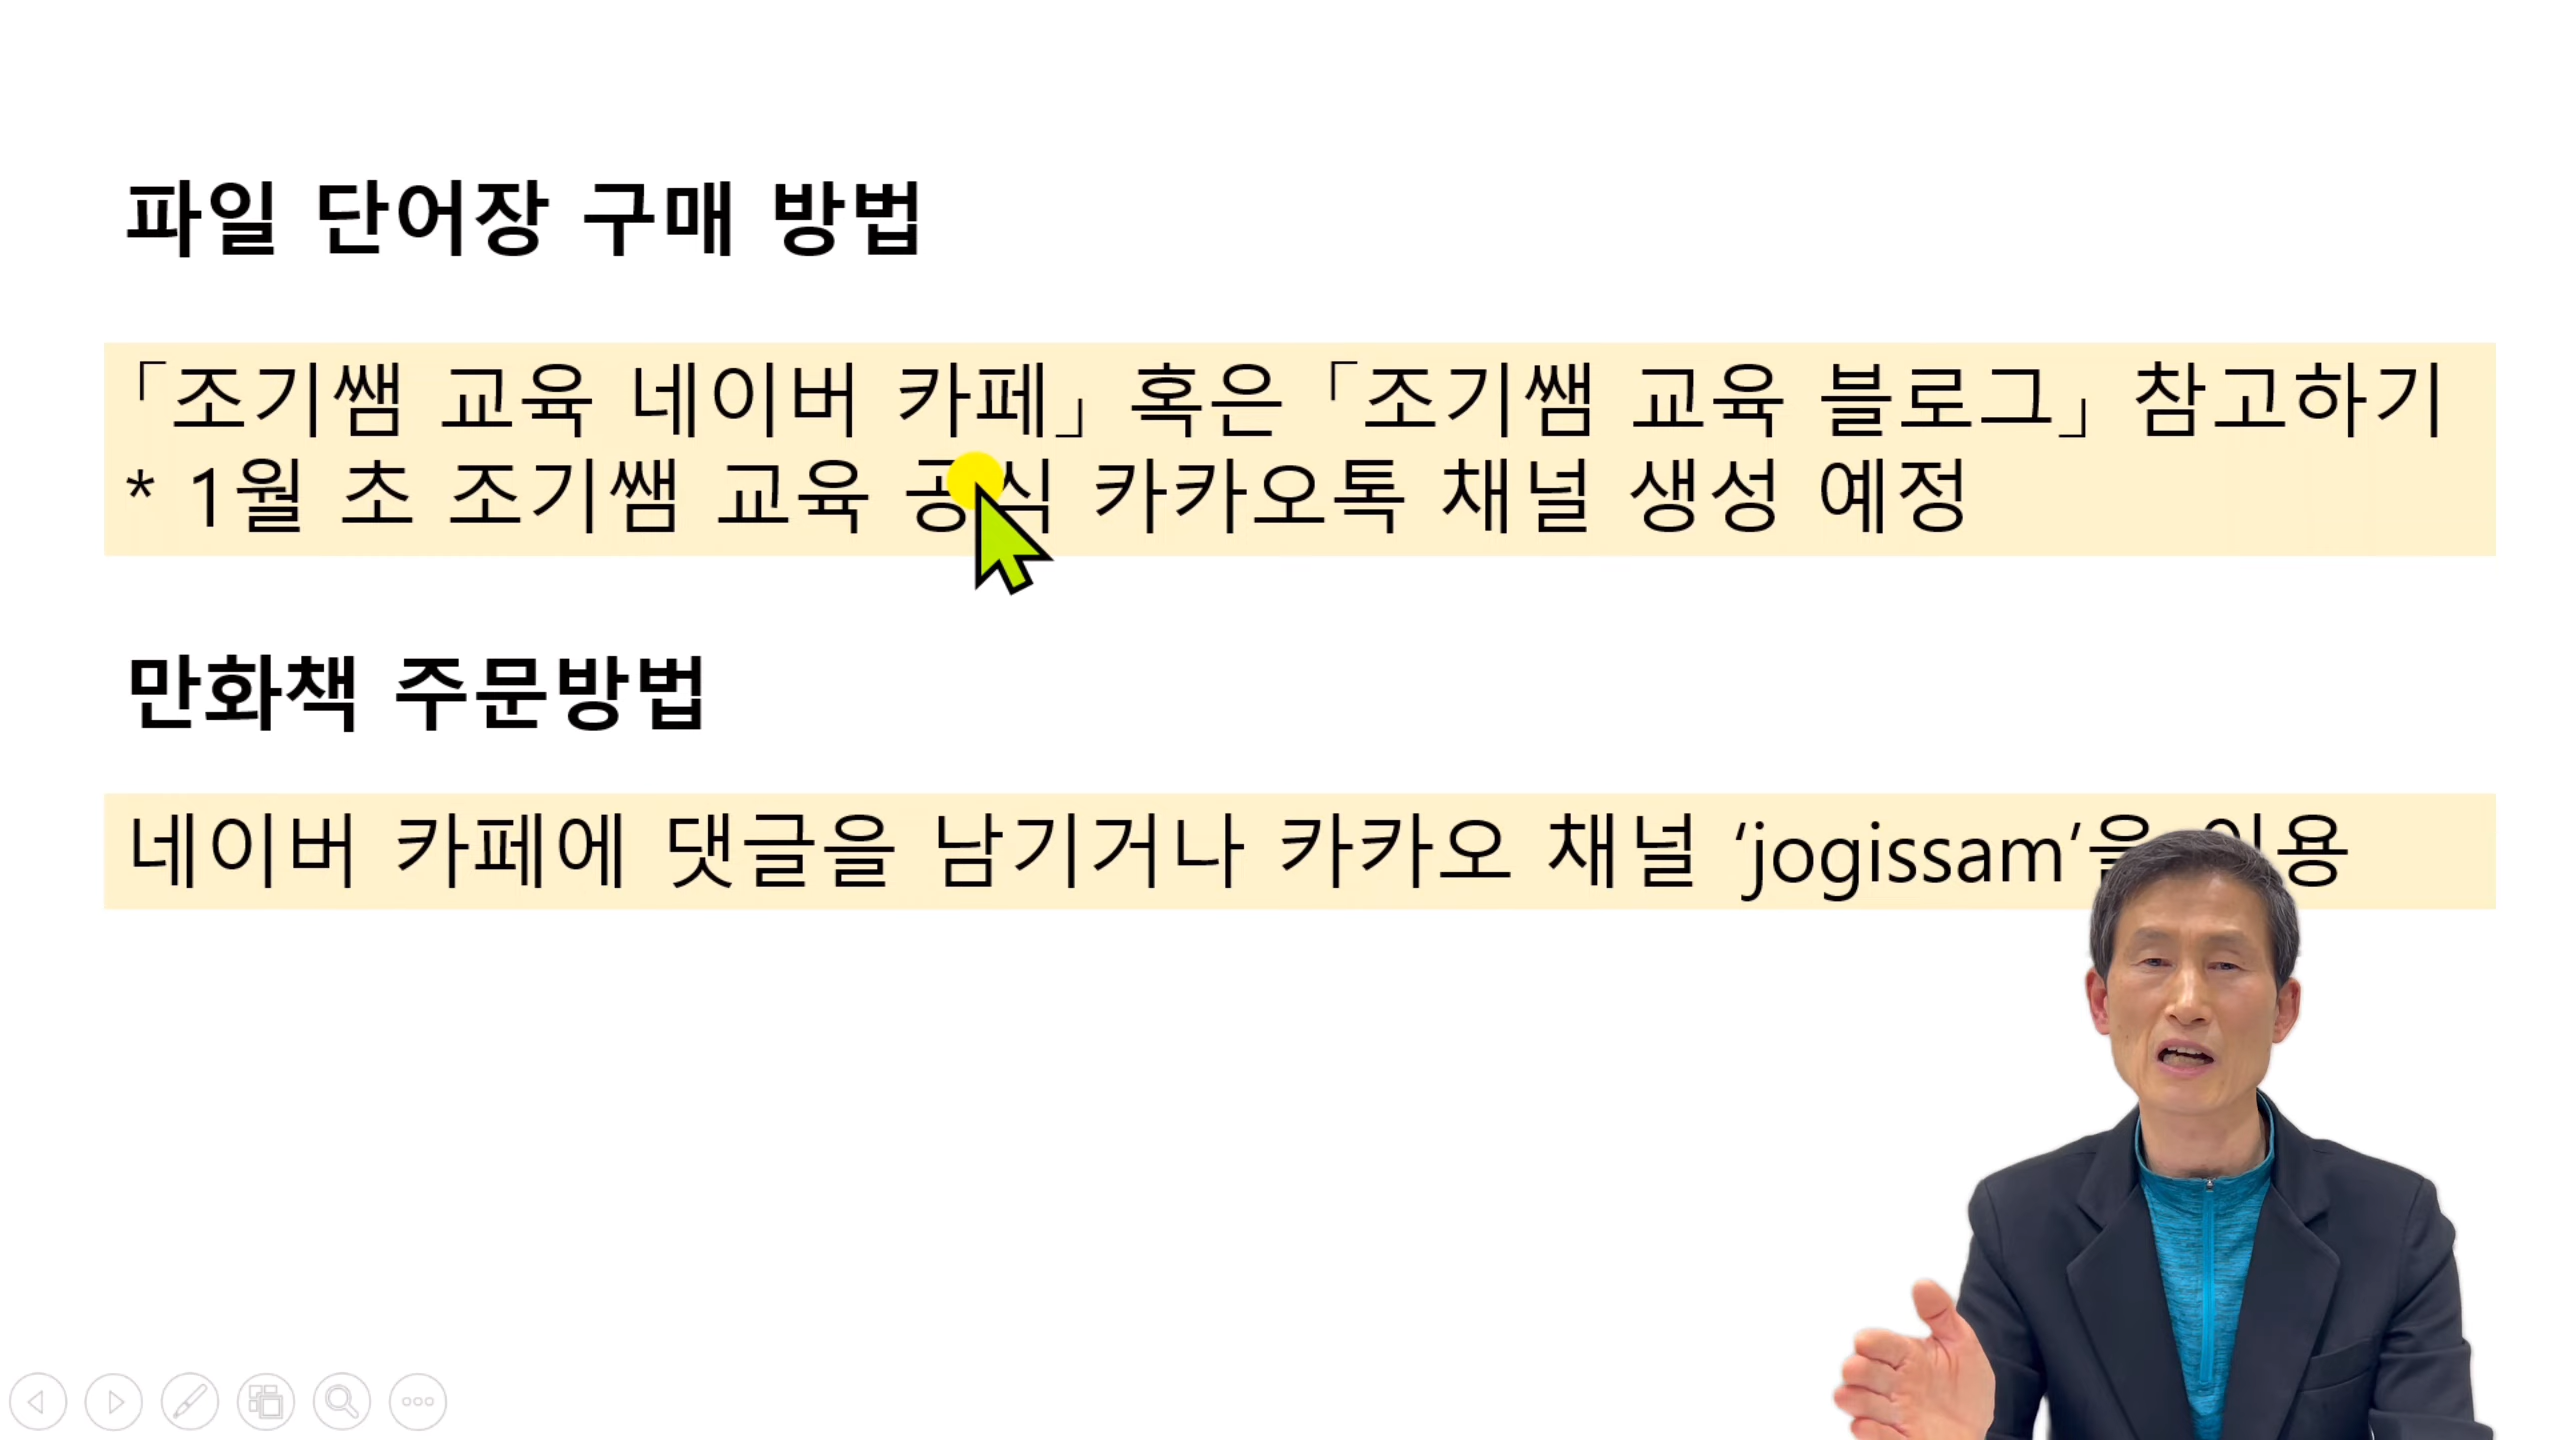 파일 단어장 구매 방법
「조기쌤 교육 네이버 카페」 혹은 「조기쌤 교육 블로그」 참고하기
* 1월 초 조기쌤 교육 공식 카카오톡 채널 생성 예정
만화책 주문방법
네이버 카페에 댓글을 남기거나 카카오 채널 ‘jogissam’을 이용